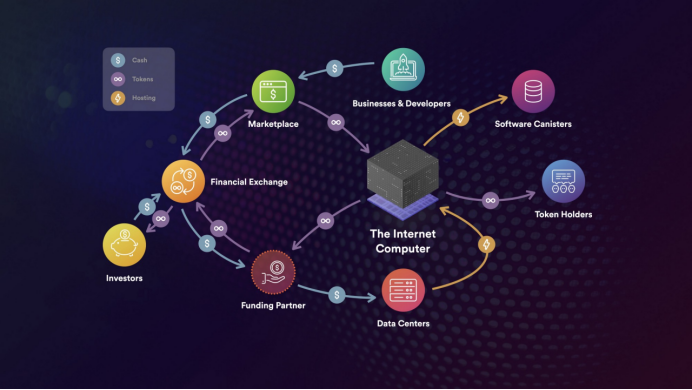 Cash
Tokens
Hosting
$
∞
$
Businesses & Developers
$
Marketplace
$
∞
∞
Software Canisters
$
∞
Financial Exchange
∞
Token Holders
$
∞
∞
∞
The Internet
Computer
$
$
Investors
$
Funding Partner
$
Data Centers